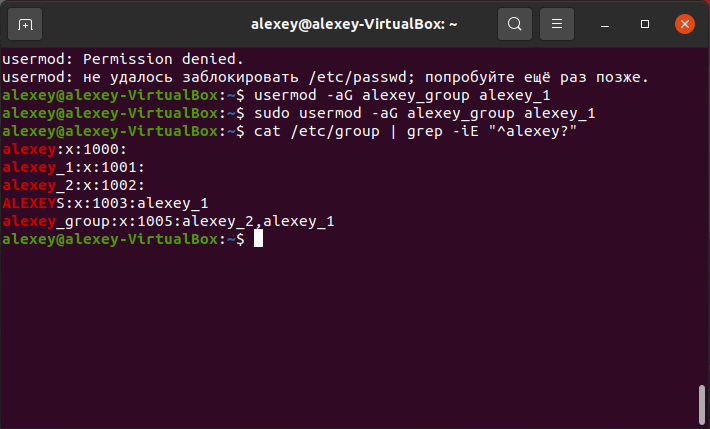 alexey@alexey-VirtualBox: ~
usermod: Permission denied.
usermod: не удалось заблокировать /etc/passwd; попробуйте ещё раз позже.
alexey@alexey-VirtualBox:~$ usermod -aG alexey_group alexey_1
alexey@alexey-VirtualBox:~$ sudo usermod -aG alexey_group alexey_1
alexey@alexey-VirtualBox:~$ cat /etc/group | grep -iE "^alexey?"
alexey:x:1000:
alexey_1:x:1001:
alexey_2:x:1002:
ALEXEYS:x:1003:alexey_1
alexey_group:x:1005:alexey_2,alexey_1
alexey@alexey-VirtualBox:~$